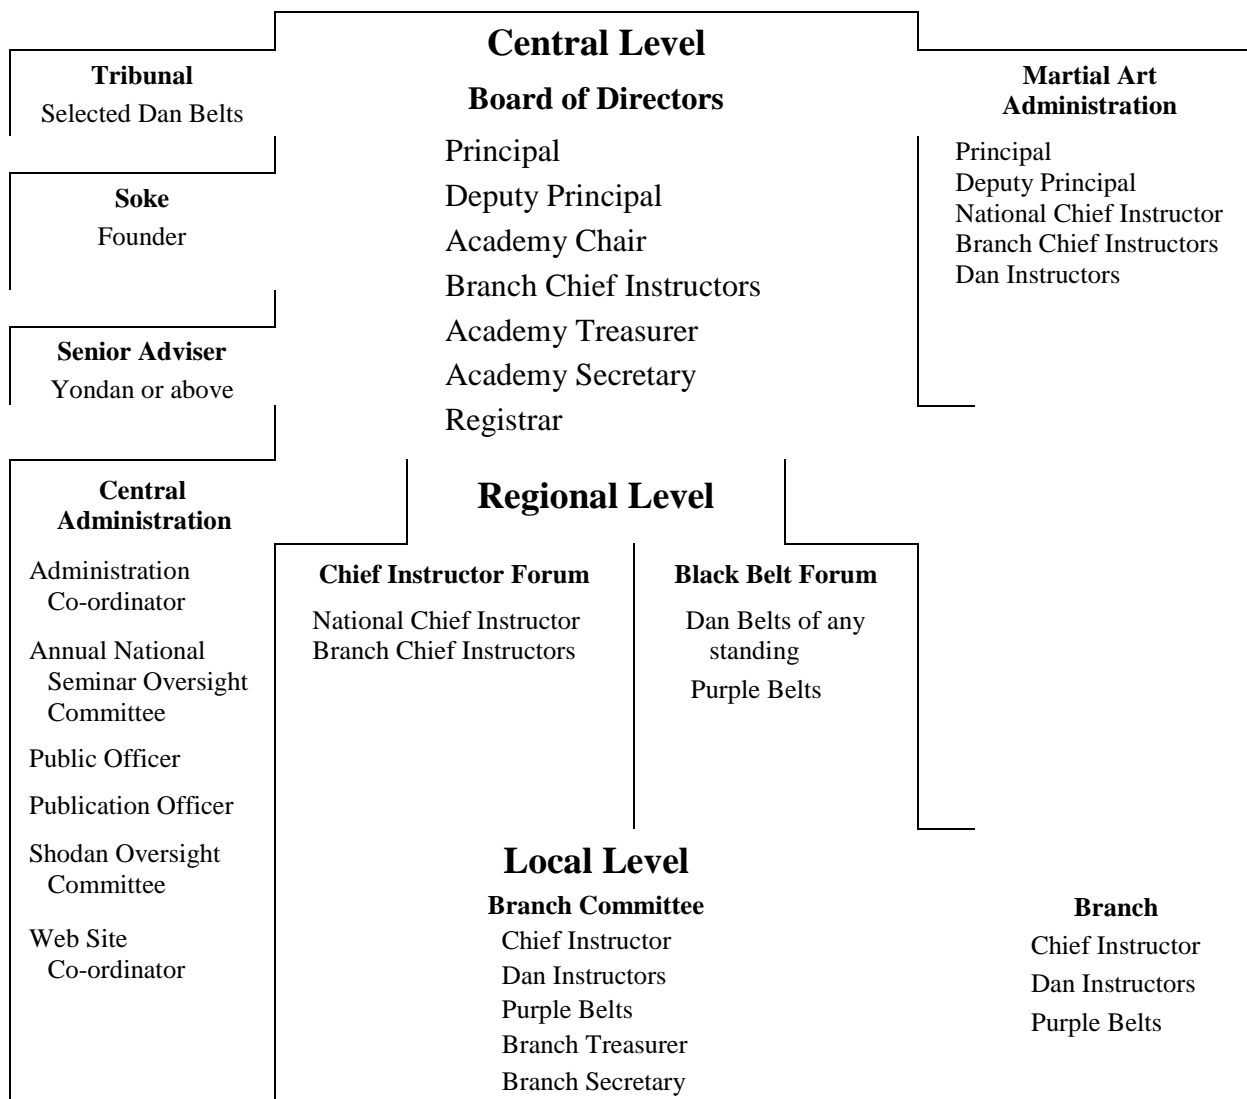 Central Level
Board of Directors
Principal
Deputy Principal
Academy Chair
Branch Chief Instructors
Academy Treasurer
Academy Secretary
Registrar
Tribunal
Selected Dan Belts
Soke
Founder
Senior Adviser
Yondan or above
Martial Art
Administration
Principal
Deputy Principal
National Chief Instructor
Branch Chief Instructors
Dan Instructors
Central
Administration
Administration
Co-ordinator
Annual National
Seminar Oversight
Committee
Public Officer
Publication Officer
Shodan Oversight
Committee
Web Site
Co-ordinator
Regional Level
Chief Instructor Forum
National Chief Instructor
Branch Chief Instructors
Black Belt Forum
Dan Belts of any
standing
Purple Belts
Local Level
Branch Committee
Chief Instructor
Dan Instructors
Purple Belts
Branch Treasurer
Branch Secretary
Branch
Chief Instructor
Dan Instructors
Purple Belts